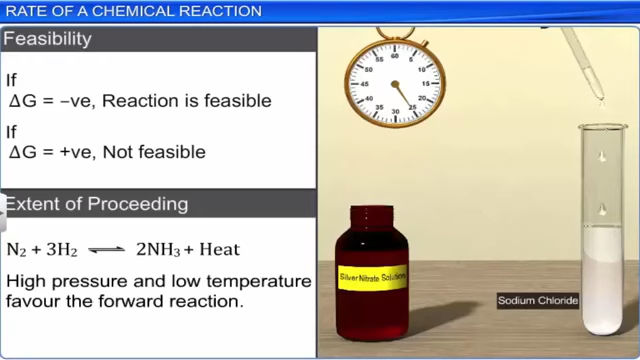 RATE OF A CHEMICAL REACTION
Feasibility
If
ΔG = −ve, Reaction is feasible
If
ΔG = +ve, Not feasible
Extent of Proceeding
N₂ + 3H₂ ⇌ 2NH₃ + Heat
High pressure and low temperature
favour the forward reaction.
60
55
5
50
10
45
15
40
20
35
25
30
Silver Nitrate Solution
Sodium Chloride